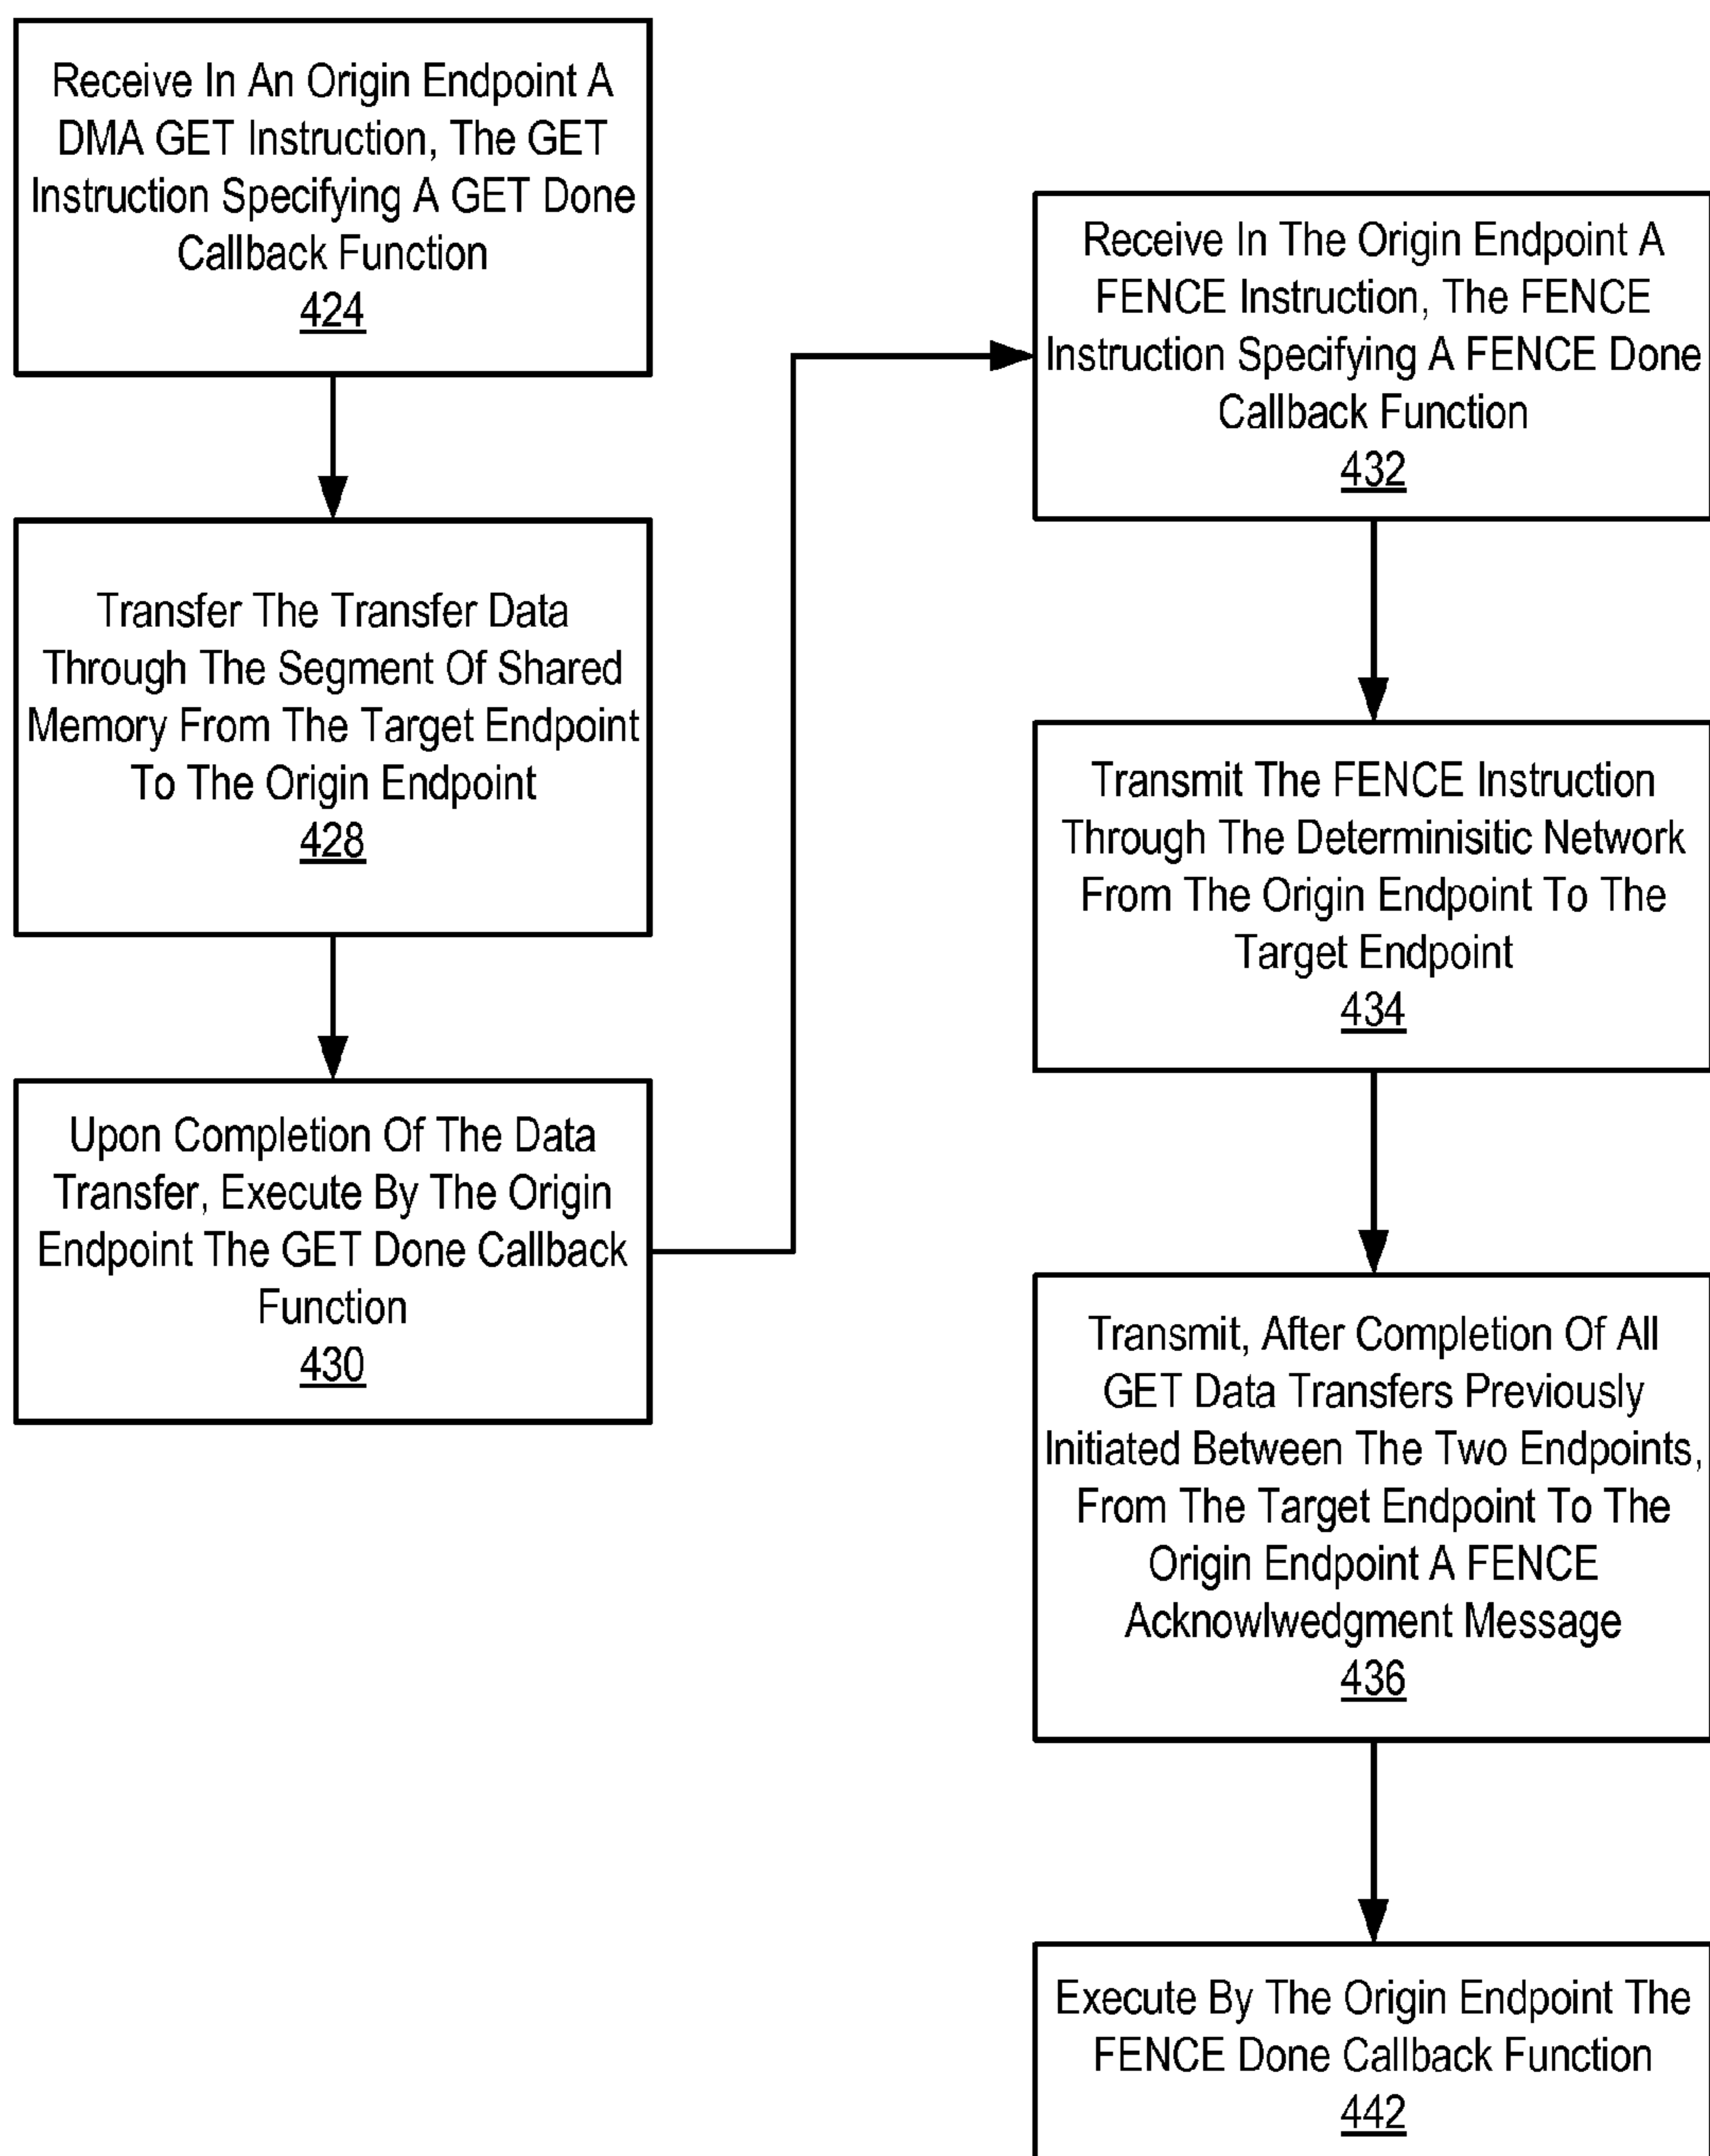 Receive In An Origin Endpoint A
DMA GET Instruction, The GET
Instruction Specifying A GET Done
Callback Function
424
Transfer The Transfer Data
Through The Segment Of Shared
Memory From The Target Endpoint
To The Origin Endpoint
428
Upon Completion Of The Data
Transfer, Execute By The Origin
Endpoint The GET Done Callback
Function
430
Receive In The Origin Endpoint A
FENCE Instruction, The FENCE
Instruction Specifying A FENCE Done
Callback Function
432
Transmit The FENCE Instruction
Through The Determinisitic Network
From The Origin Endpoint To The
Target Endpoint
434
Transmit, After Completion Of All
GET Data Transfers Previously
Initiated Between The Two Endpoints,
From The Target Endpoint To The
Origin Endpoint A FENCE
Acknowlwedgment Message
436
Execute By The Origin Endpoint The
FENCE Done Callback Function
442